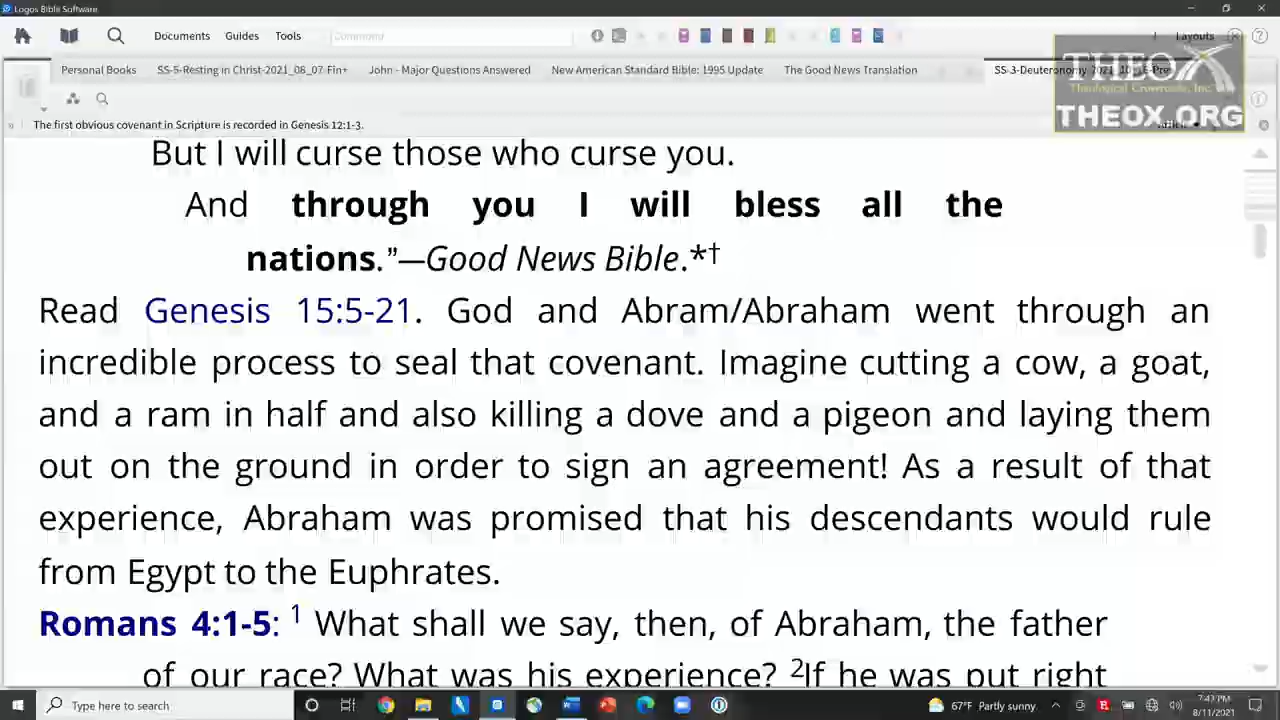 Logos Bible Software
Documents Guides Tools Command Layouts
Personal Books SS-5-Resting in Christ-2021_08_07-Fin+ New American Standard Bible: 1995 Update The Good News Translation
THEOX
Theological Crossroads, Inc.
THEOX.ORG
The first obvious covenant in Scripture is recorded in Genesis 12:1-3.
But I will curse those who curse you.
And through you I will bless all the
nations.”—Good News Bible.*†
Read Genesis 15:5-21. God and Abram/Abraham went through an
incredible process to seal that covenant. Imagine cutting a cow, a goat,
and a ram in half and also killing a dove and a pigeon and laying them
out on the ground in order to sign an agreement! As a result of that
experience, Abraham was promised that his descendants would rule
from Egypt to the Euphrates.
Romans 4:1-5: 1 What shall we say, then, of Abraham, the father
of our race? What was his experience? 2If he was put right
Type here to search 67°F Partly sunny 7:43 PM
8/11/2021